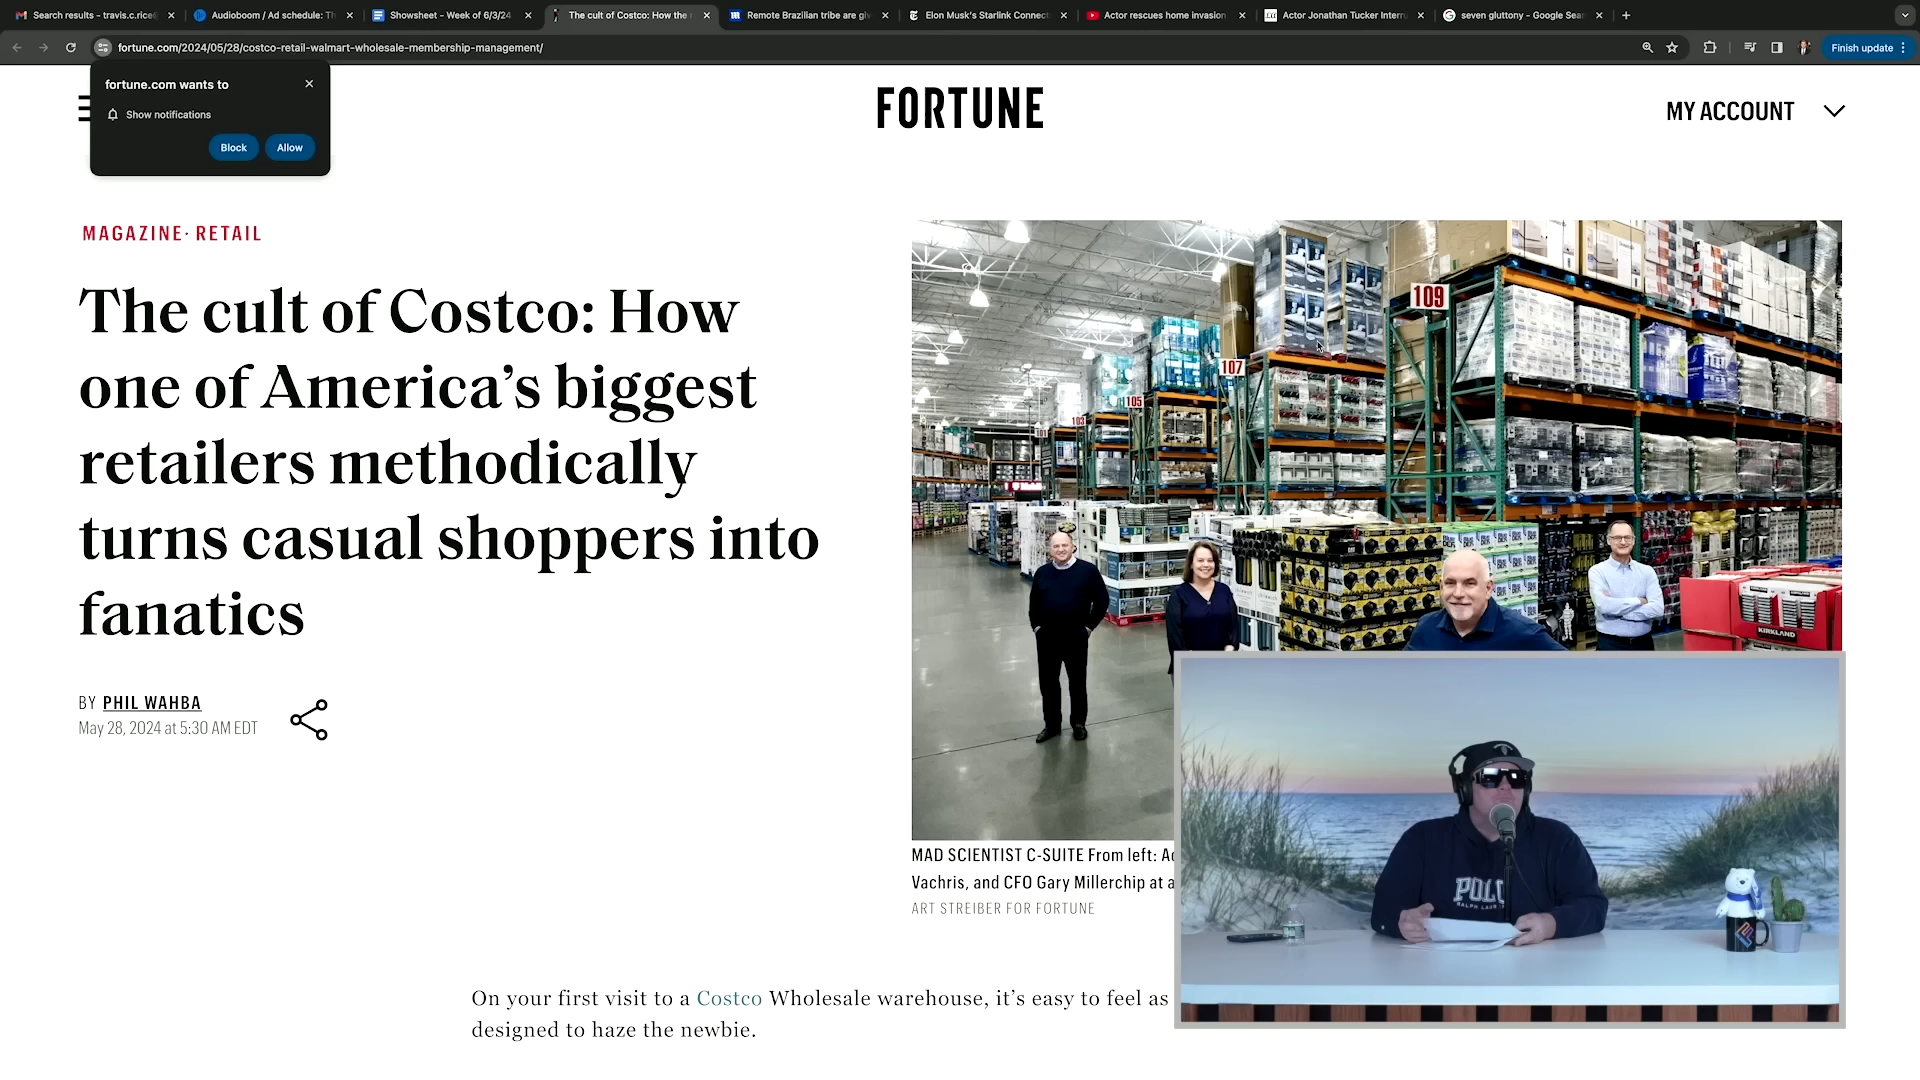 Search results - travis.c.rice
Audioboom / Ad schedule: Th
Showsheet - Week of 6/3/24
The cult of Costco: How the
Remote Brazilian tribe are giv
Elon Musk's Starlink Connect
Actor rescues home invasion
Actor Jonathan Tucker Interru
seven gluttony - Google Sear
fortune.com/2024/05/28/costco-retail-walmart-wholesale-membership-management/
Finish update
fortune.com wants to
Show notifications
Block
Allow
FORTUNE
MY ACCOUNT
MAGAZINE· RETAIL
The cult of Costco: How
one of America's biggest
retailers methodically
turns casual shoppers into
fanatics
BY PHIL WAHBA
May 28, 2024 at 5:30 AM EDT
109
107
105
103
KIRKLAND
MAD SCIENTIST C-SUITE From left:
Vachris, and CFO Gary Millerchip at a
ART STREIBER FOR FORTUNE
POLO
RALPH LAUREN
On your first visit to a Costco Wholesale warehouse, it's easy to feel as
designed to haze the newbie.